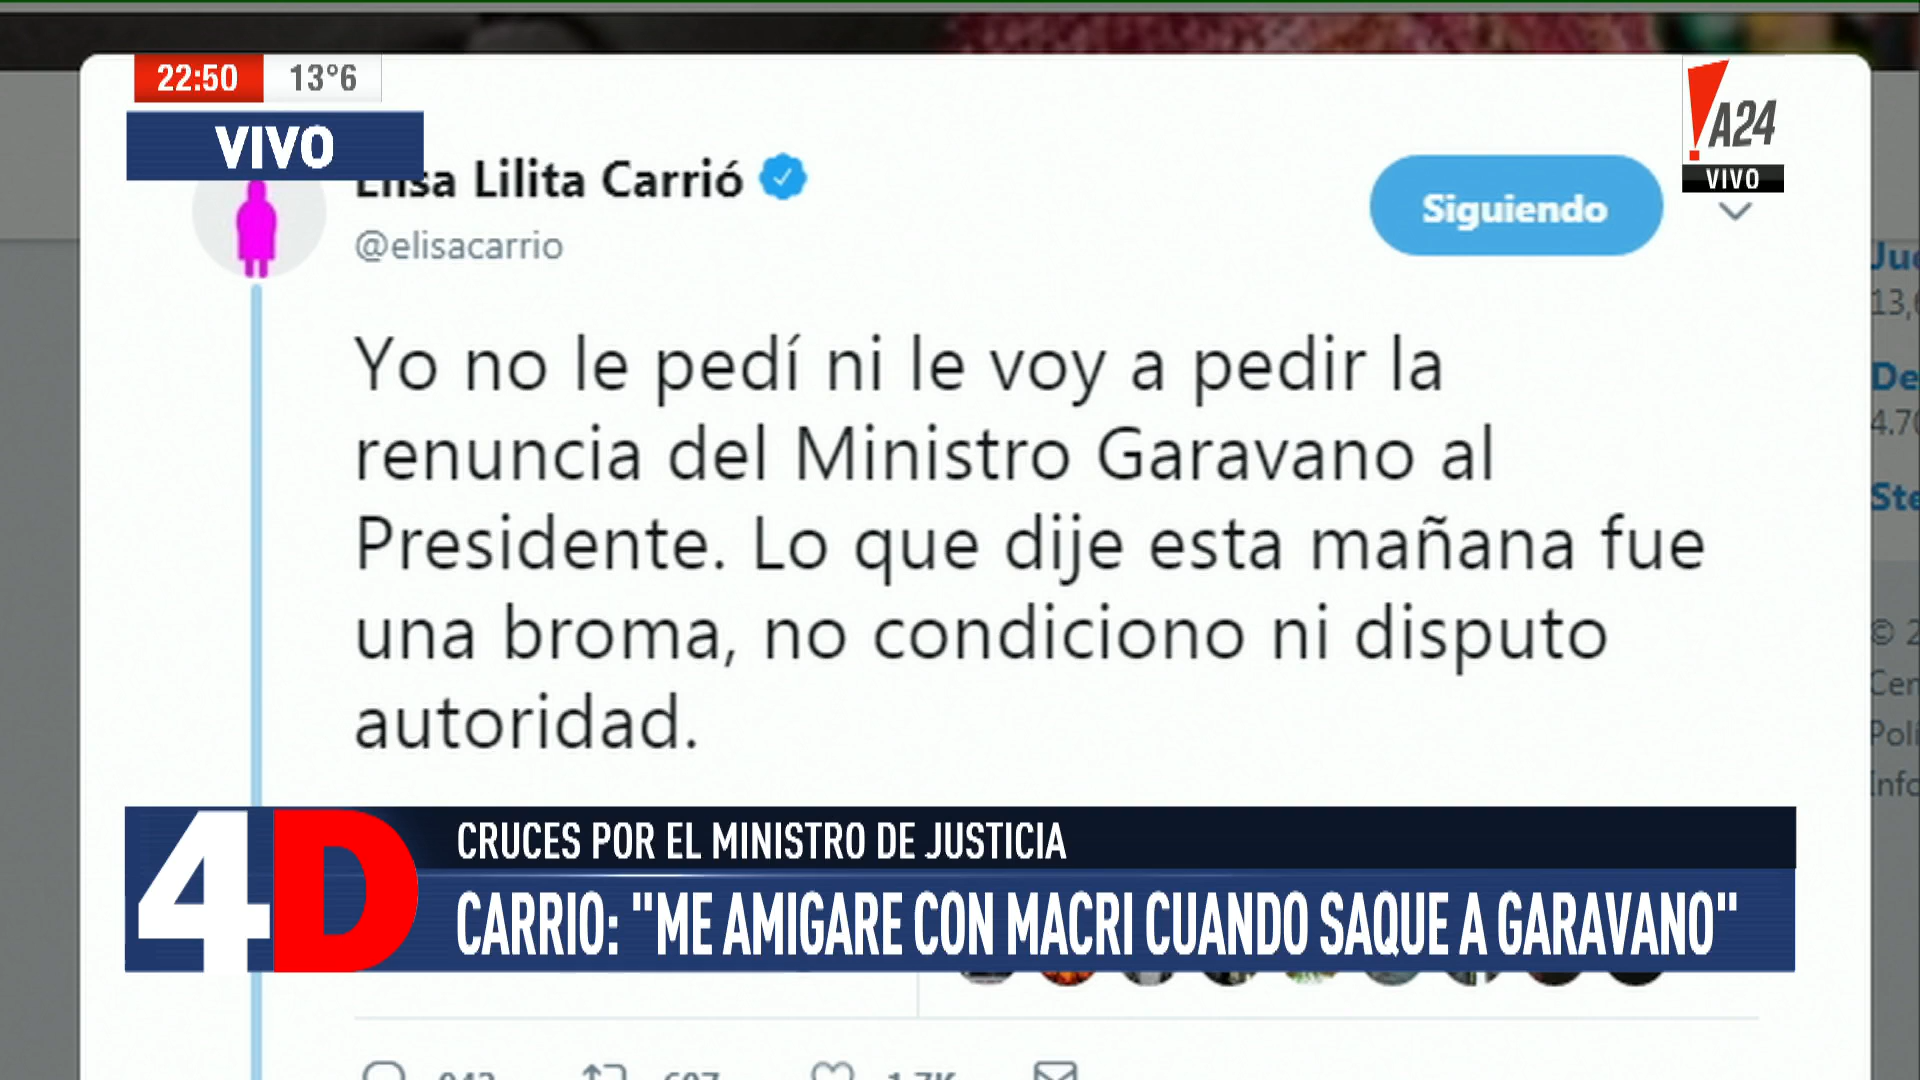 22:50 13°6
VIVO
A24
VIVO
Elisa Lilita Carrió
Siguiendo
@elisacarrio
Yo no le pedí ni le voy a pedir la
renuncia del Ministro Garavano al
Presidente. Lo que dije esta mañana fue
una broma, no condiciono ni disputo
autoridad.
4D
CRUCES POR EL MINISTRO DE JUSTICIA
CARRIO: "ME AMIGARE CON MACRI CUANDO SAQUE A GARAVANO"